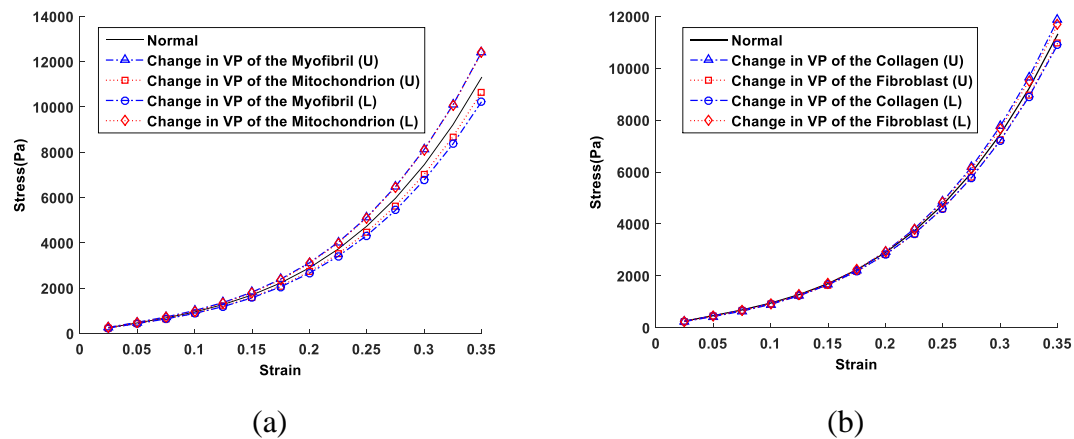 14000
12000
10000
8000
6000
4000
2000
0
Stress(Pa)
Normal
Change in VP of the Myofibril (U)
Change in VP of the Mitochondrion (U)
Change in VP of the Myofibril (L)
Change in VP of the Mitochondrion (L)
0 0.05 0.1 0.15 0.2 0.25 0.3 0.35
Strain
(a)
12000
10000
8000
6000
4000
2000
0
Stress(Pa)
Normal
Change in VP of the Collagen (U)
Change in VP of the Fibroblast (U)
Change in VP of the Collagen (L)
Change in VP of the Fibroblast (L)
0 0.05 0.1 0.15 0.2 0.25 0.3 0.35
Strain
(b)